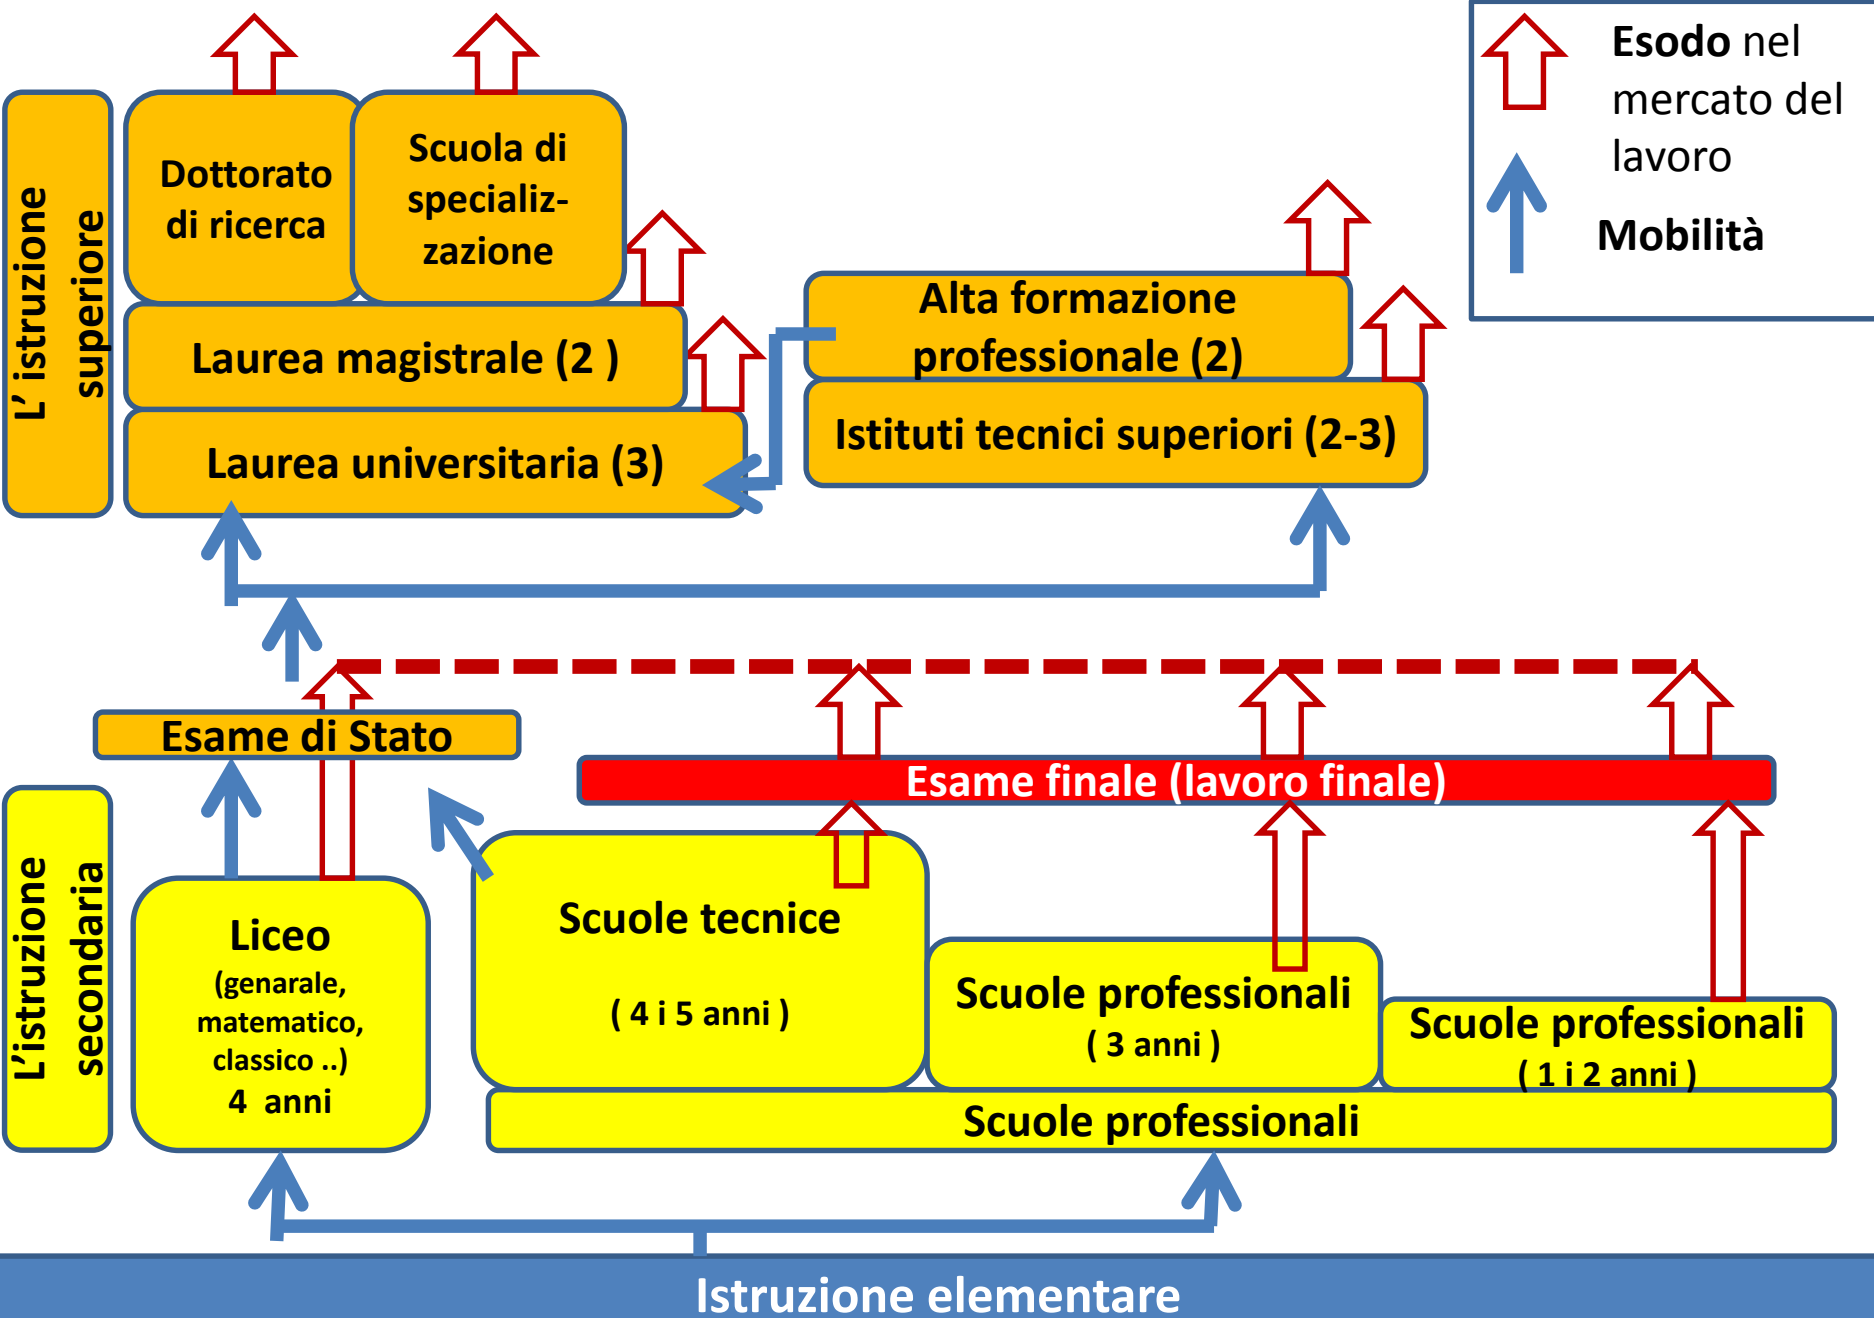 Esodo nel
mercato del
lavoro
Mobilità
L’ istruzione
superiore
Dottorato
di ricerca
Scuola di
specializ-
zazione
Laurea magistrale (2 )
Laurea universitaria (3)
Alta formazione
professionale (2)
Istituti tecnici superiori (2-3)
Esame di Stato
Esame finale (lavoro finale)
L’istruzione
secondaria
Liceo
(genarale,
matematico,
classico ..)
4 anni
Scuole tecnice
( 4 i 5 anni )
Scuole professionali
( 3 anni )
Scuole professionali
( 1 i 2 anni )
Scuole professionali
Istruzione elementare